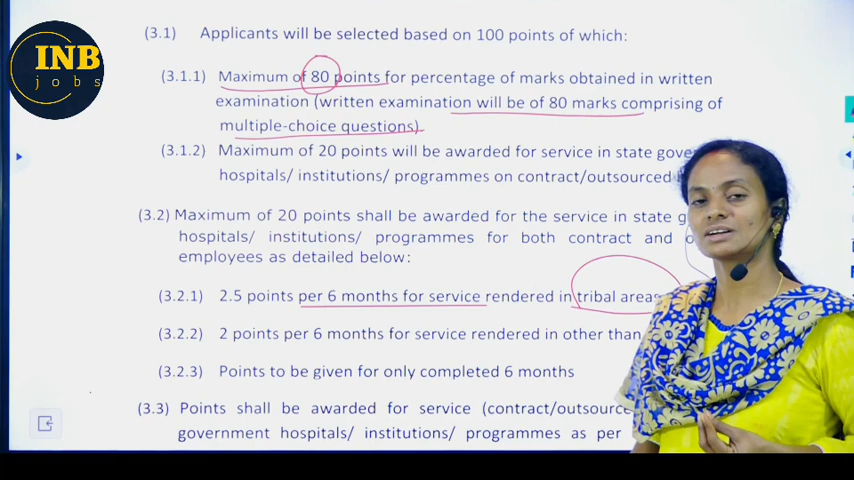 INB
jobs
(3.1) Applicants will be selected based on 100 points of which:
(3.1.1) Maximum of 80 points for percentage of marks obtained in written
examination (written examination will be of 80 marks comprising of
multiple-choice questions)
(3.1.2) Maximum of 20 points will be awarded for service in state
hospitals/ institutions/ programmes on contract/outsourced
(3.2) Maximum of 20 points shall be awarded for the service in state
hospitals/ institutions/ programmes for both contract and
employees as detailed below:
(3.2.1) 2.5 points per 6 months for service rendered in tribal areas
(3.2.2) 2 points per 6 months for service rendered in other than
(3.2.3) Points to be given for only completed 6 months
(3.3) Points shall be awarded for service
government hospitals/ institutions/ programmes as per